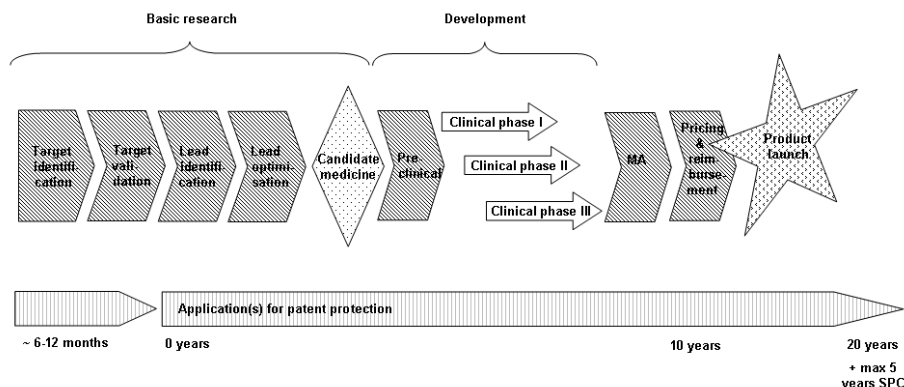 Basic research
Development
Target
identifi-
cation
Target
vali-
dation
Lead
identifi-
cation
Lead
optimi-
sation
Candidate
medicine
Pre-
clinical
Clinical phase I
Clinical phase II
Clinical phase III
MA
Pricing
&
reim-
burse-
ment
Product
launch
Application(s) for patent protection
~ 6-12 months
0 years
10 years
20 years
+ max 5
years SPC